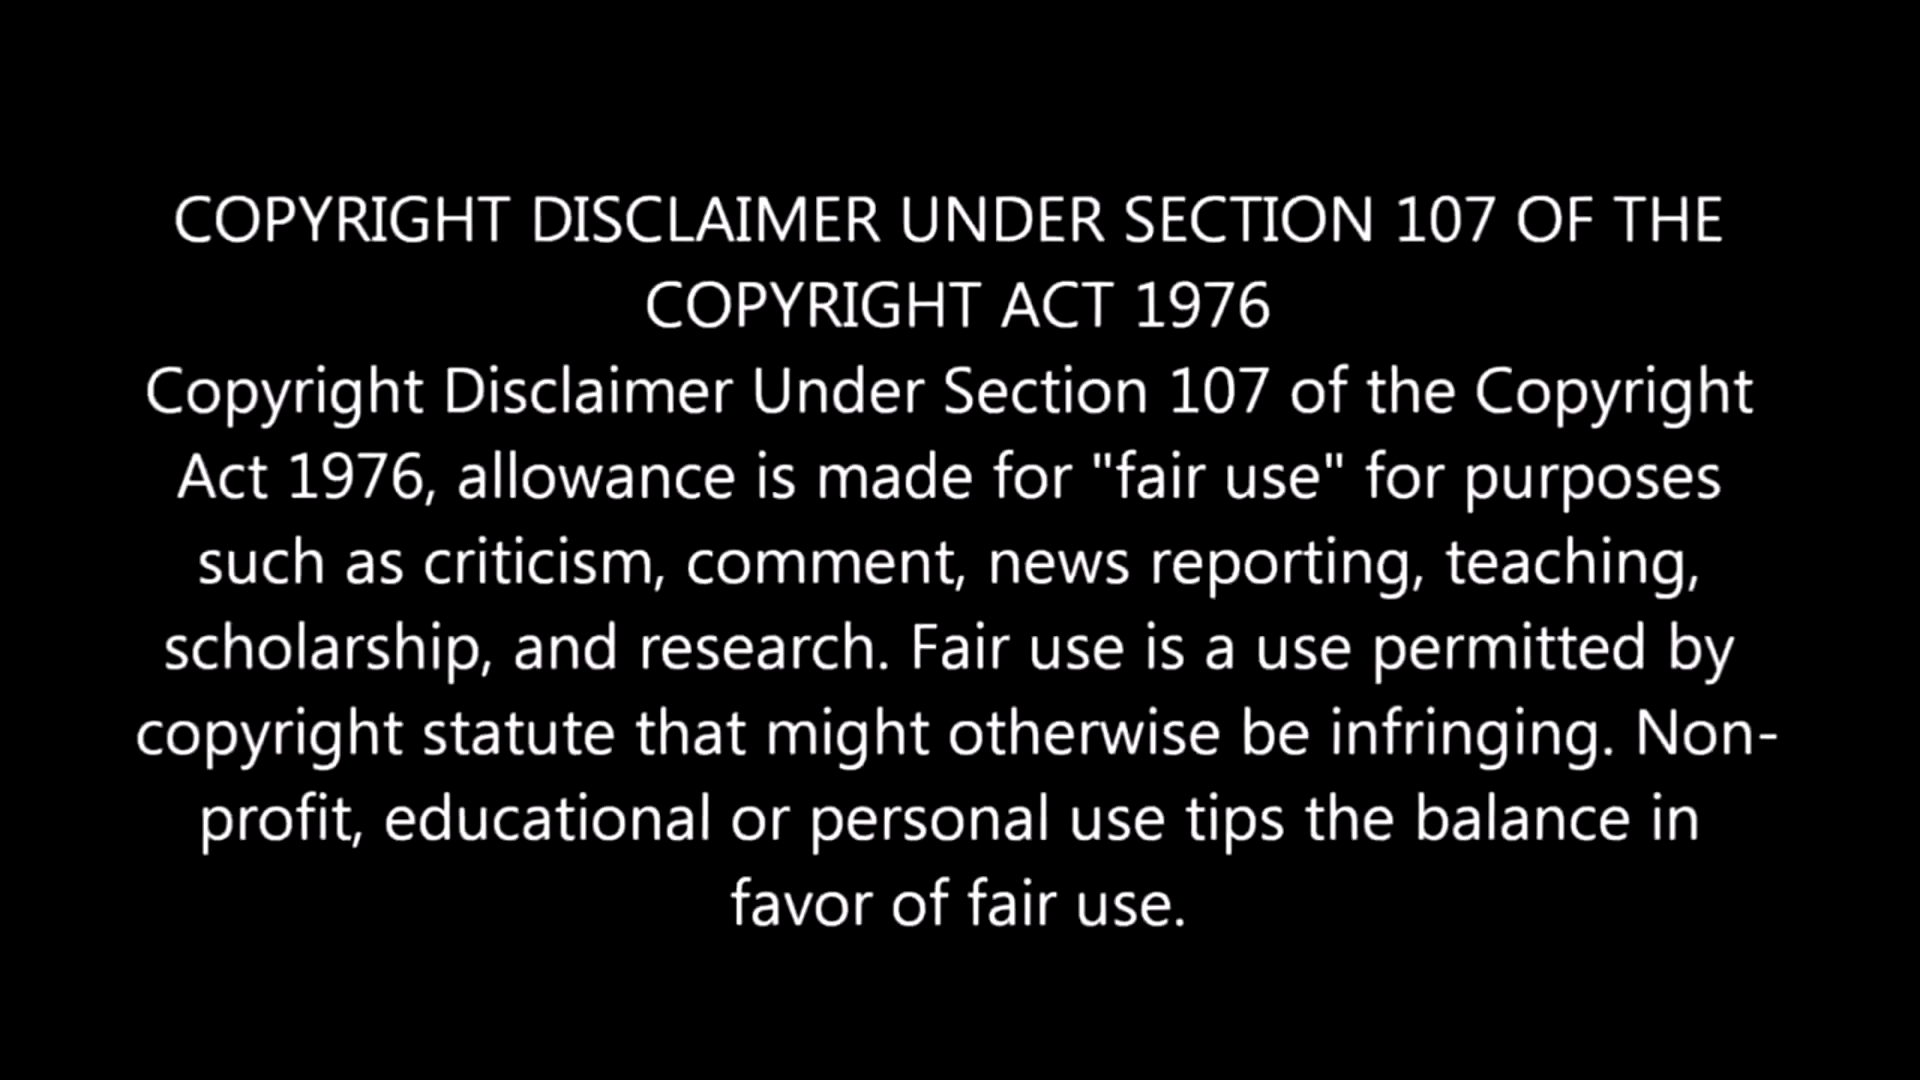 COPYRIGHT DISCLAIMER UNDER SECTION 107 OF THE
COPYRIGHT ACT 1976
Copyright Disclaimer Under Section 107 of the Copyright
Act 1976, allowance is made for "fair use" for purposes
such as criticism, comment, news reporting, teaching,
scholarship, and research. Fair use is a use permitted by
copyright statute that might otherwise be infringing. Non-
profit, educational or personal use tips the balance in
favor of fair use.